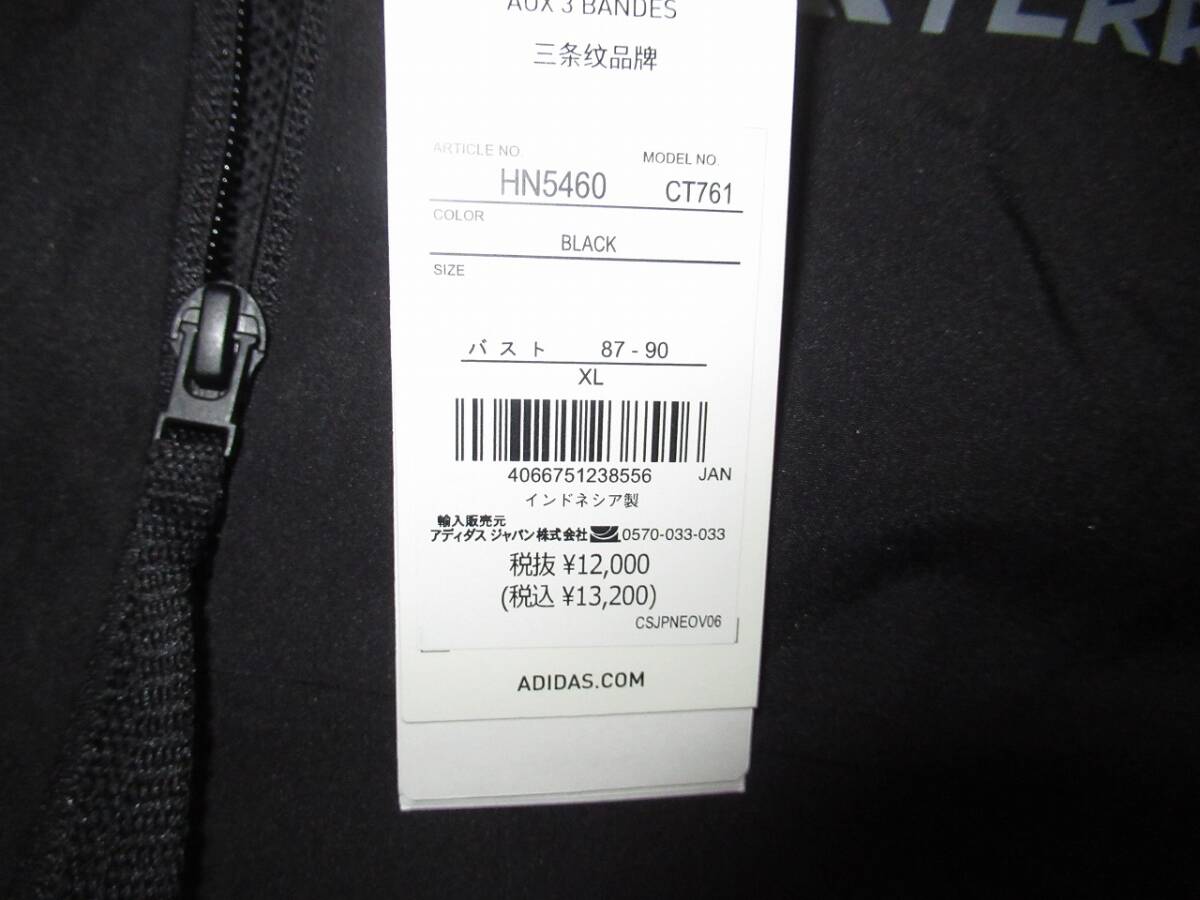 AUX 3 BANDES
三条纹品牌
ARTICLE NO.
MODEL NO.
HN5460
CT761
COLOR
BLACK
SIZE
バスト 87 - 90
XL
4066751238556 JAN
インドネシア製
輸入販売元
アディダス ジャパン株式会社 0570-033-033
税抜 ¥12,000
(税込 ¥13,200)
CSJPNEOV06
ADIDAS.COM